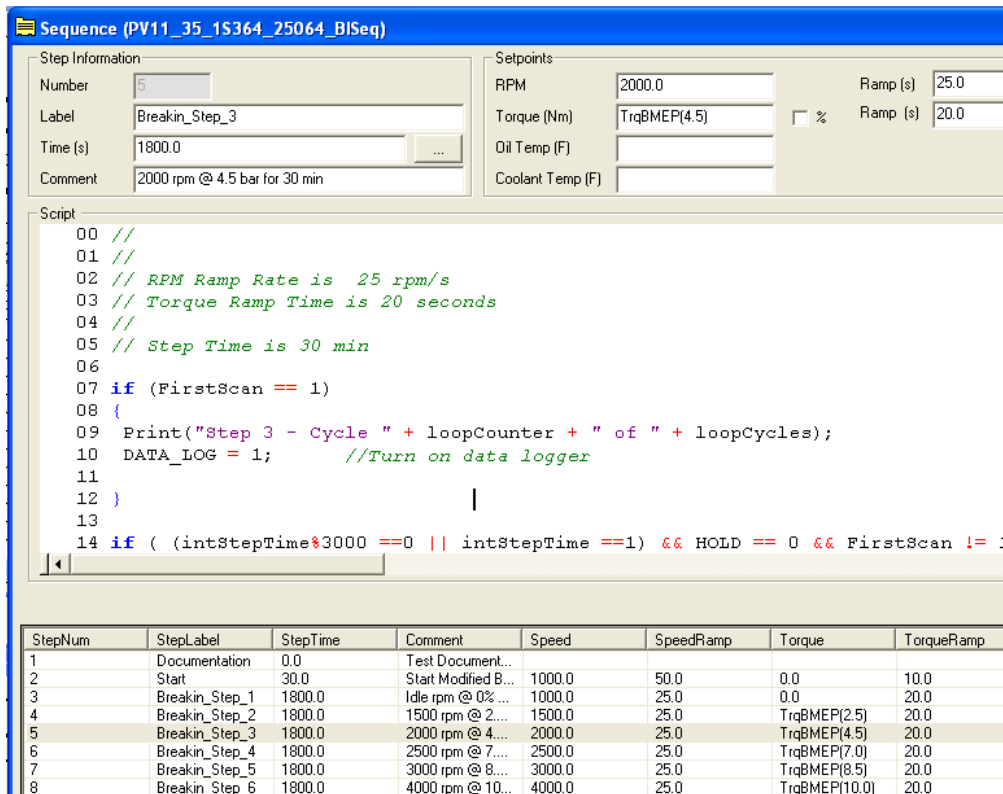 Sequence (PV11_35_1S364_25064_BISeq)
Step Information
Number 5
Label Breakin_Step_3
Time (s) 1800.0 ...
Comment 2000 rpm @ 4.5 bar for 30 min
Setpoints
RPM 2000.0 Ramp (s) 25.0
Torque (Nm) TrqBMEP(4.5) % Ramp (s) 20.0
Oil Temp (F)
Coolant Temp (F)
Script
00 //
01 //
02 // RPM Ramp Rate is  25 rpm/s
03 // Torque Ramp Time is 20 seconds
04 //
05 // Step Time is 30 min
06
07 if (FirstScan == 1)
08 {
09  Print("Step 3 - Cycle " + loopCounter + " of " + loopCycles);
10  DATA_LOG = 1;       //Turn on data logger
11
12 }
13
14 if ( (intStepTime%3000 ==0 || intStepTime ==1) && HOLD == 0 && FirstScan !=
StepNum StepLabel StepTime Comment Speed SpeedRamp Torque TorqueRamp
1 Documentation 0.0 Test Document...
2 Start 30.0 Start Modified B... 1000.0 50.0 0.0 10.0
3 Breakin_Step_1 1800.0 Idle rpm @ 0% ... 1000.0 25.0 0.0 20.0
4 Breakin_Step_2 1800.0 1500 rpm @ 2.... 1500.0 25.0 TrqBMEP(2.5) 20.0
5 Breakin_Step_3 1800.0 2000 rpm @ 4.... 2000.0 25.0 TrqBMEP(4.5) 20.0
6 Breakin_Step_4 1800.0 2500 rpm @ 7.... 2500.0 25.0 TrqBMEP(7.0) 20.0
7 Breakin_Step_5 1800.0 3000 rpm @ 8.... 3000.0 25.0 TrqBMEP(8.5) 20.0
8 Breakin_Step_6 1800.0 4000 rpm @ 10... 4000.0 25.0 TrqBMEP(10.0) 20.0